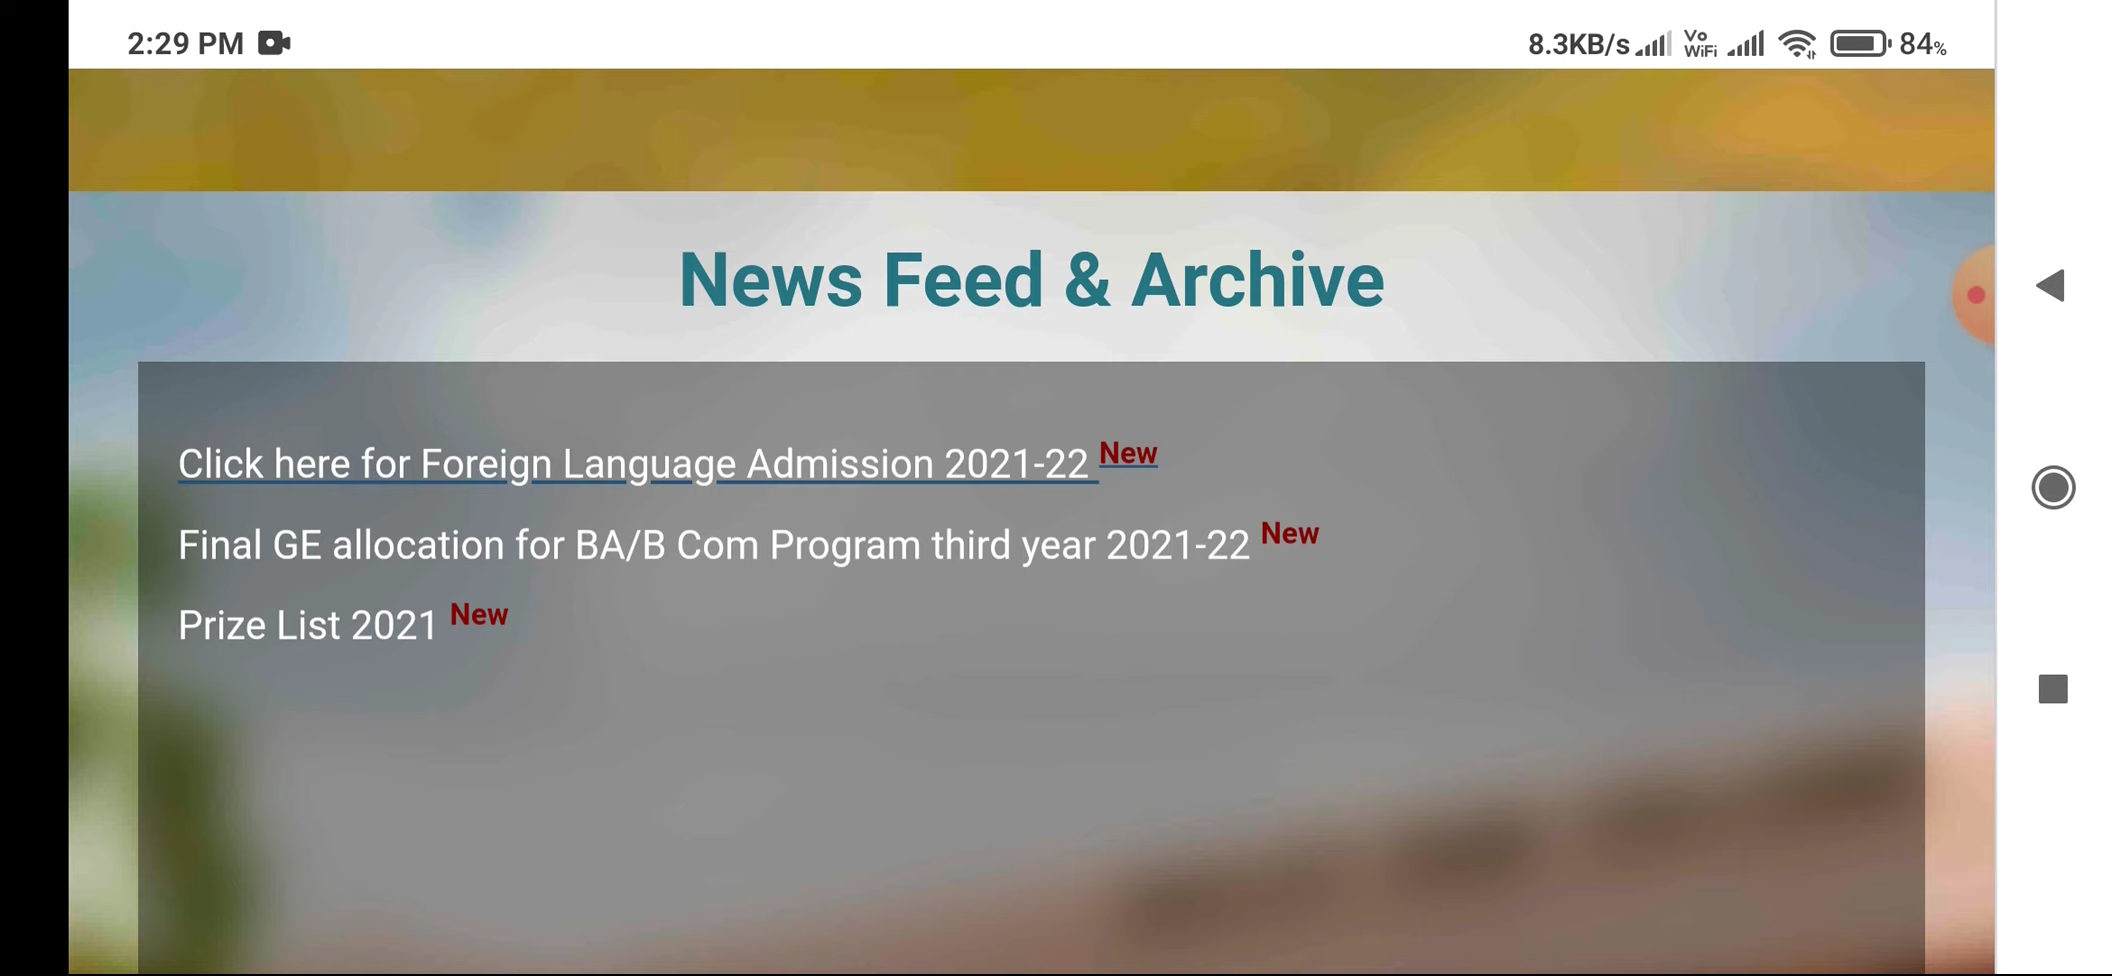 2:29 PM 8.3KB/s Vo WiFi 84%
News Feed & Archive
Click here for Foreign Language Admission 2021-22 New
Final GE allocation for BA/B Com Program third year 2021-22 New
Prize List 2021 New